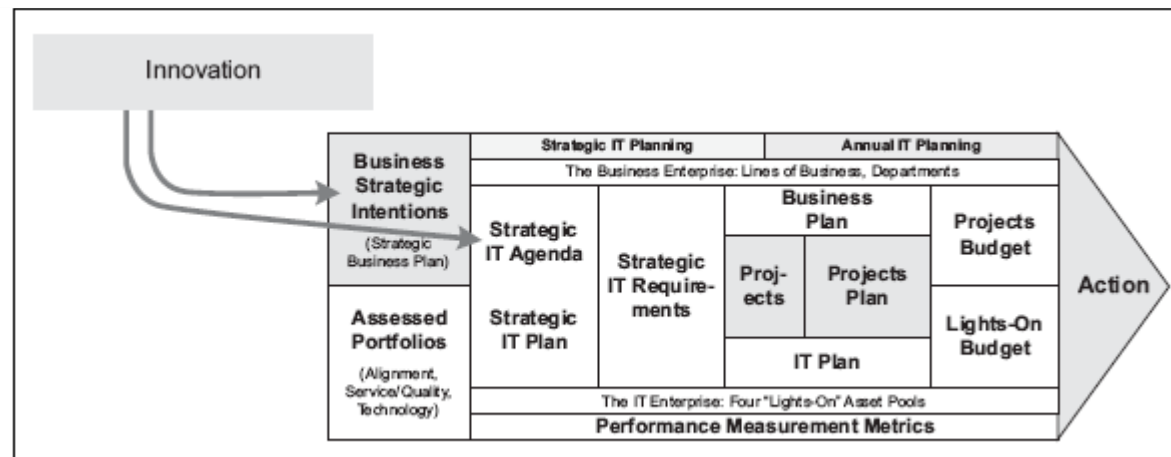 Innovation
Strategic IT Planning
Annual IT Planning
The Business Enterprise: Lines of Business, Departments
Business
Strategic
Intentions
(Strategic
Business Plan)
Assessed
Portfolios
(Alignment,
Service/Quality,
Technology)
Strategic
IT Agenda
Strategic
IT Plan
Strategic
IT Require-
ments
Business
Plan
Proj-
ects
Projects
Plan
IT Plan
Projects
Budget
Lights-On
Budget
Action
The IT Enterprise: Four "Lights-On" Asset Pools
Performance Measurement Metrics